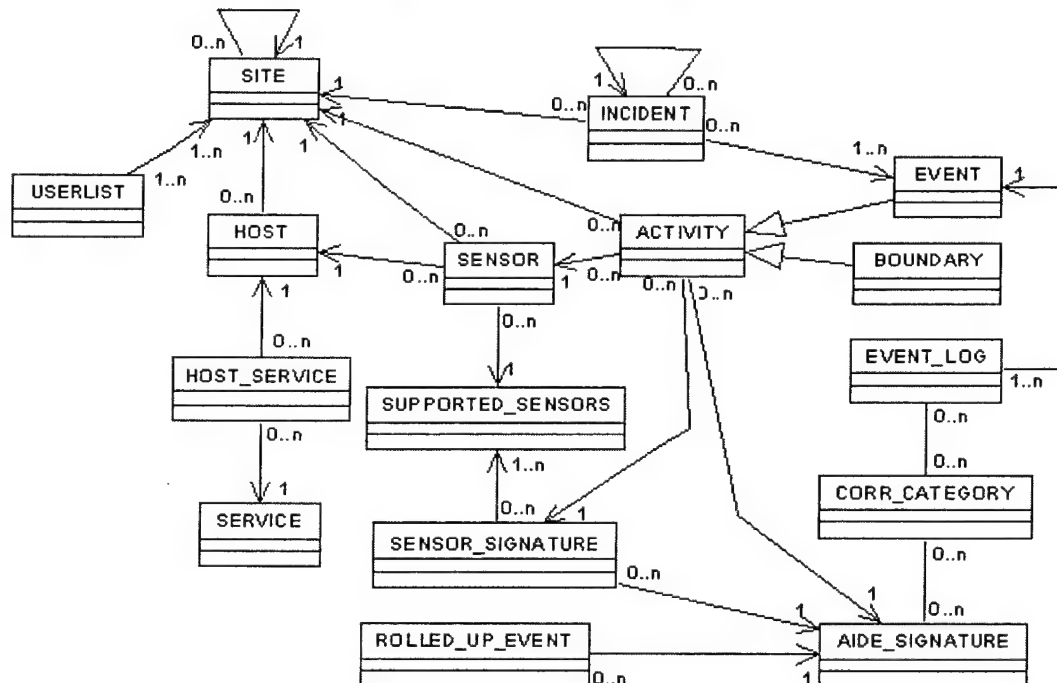 0..n 1
SITE
1
1
1 1
0..n
1 0..n
INCIDENT
0..n
1..n
EVENT
1
USERLIST
1..n
1..n
0..n
HOST
1
0..n
SENSOR
0..n
1
0..n
ACTIVITY
0..n
0..n 0..n
BOUNDARY
1
0..n
HOST_SERVICE
0..n
1
SERVICE
0..n
1
SUPPORTED_SENSORS
1..n
0..n
SENSOR_SIGNATURE
1
0..n
EVENT_LOG
1..n
0..n
0..n
CORR_CATEGORY
0..n
0..n
1 1
AIDE_SIGNATURE
1
ROLLED_UP_EVENT
0..n